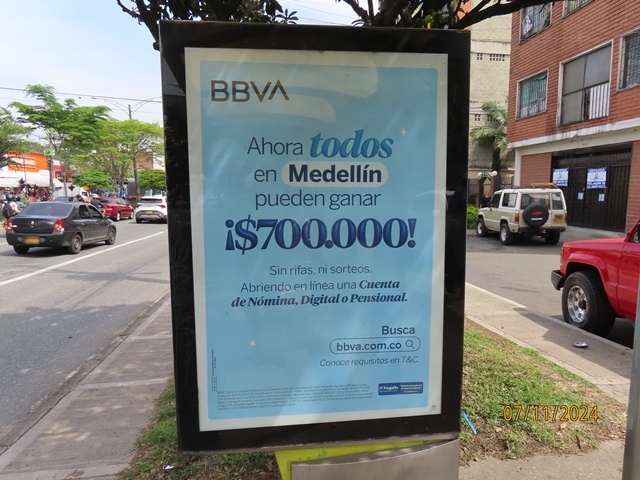 BBVA
Ahora todos
en Medellín
pueden ganar
¡$700.000!
Sin rifas, ni sorteos.
Abriendo en línea una Cuenta
de Nómina, Digital o Pensional.
Busca
bbva.com.co
Conoce requisitos en T&C.
07/11/2024